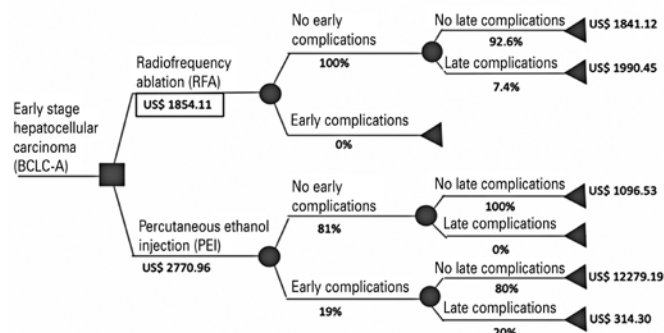 No early
complications
100%
No late complications
92.6%
US$ 1841.12
Late complications
7.4%
US$ 1990.45
Radiofrequency
ablation (RFA)
US$ 1854.11
Early complications
0%
Early stage
hepatocellular
carcinoma
(BCLC-A)
No early
complications
81%
No late complications
100%
US$ 1096.53
Late complications
0%
Percutaneous ethanol
injection (PEI)
US$ 2770.96
Early complications
19%
No late complications
80%
US$ 12279.19
Late complications
20%
US$ 314.30